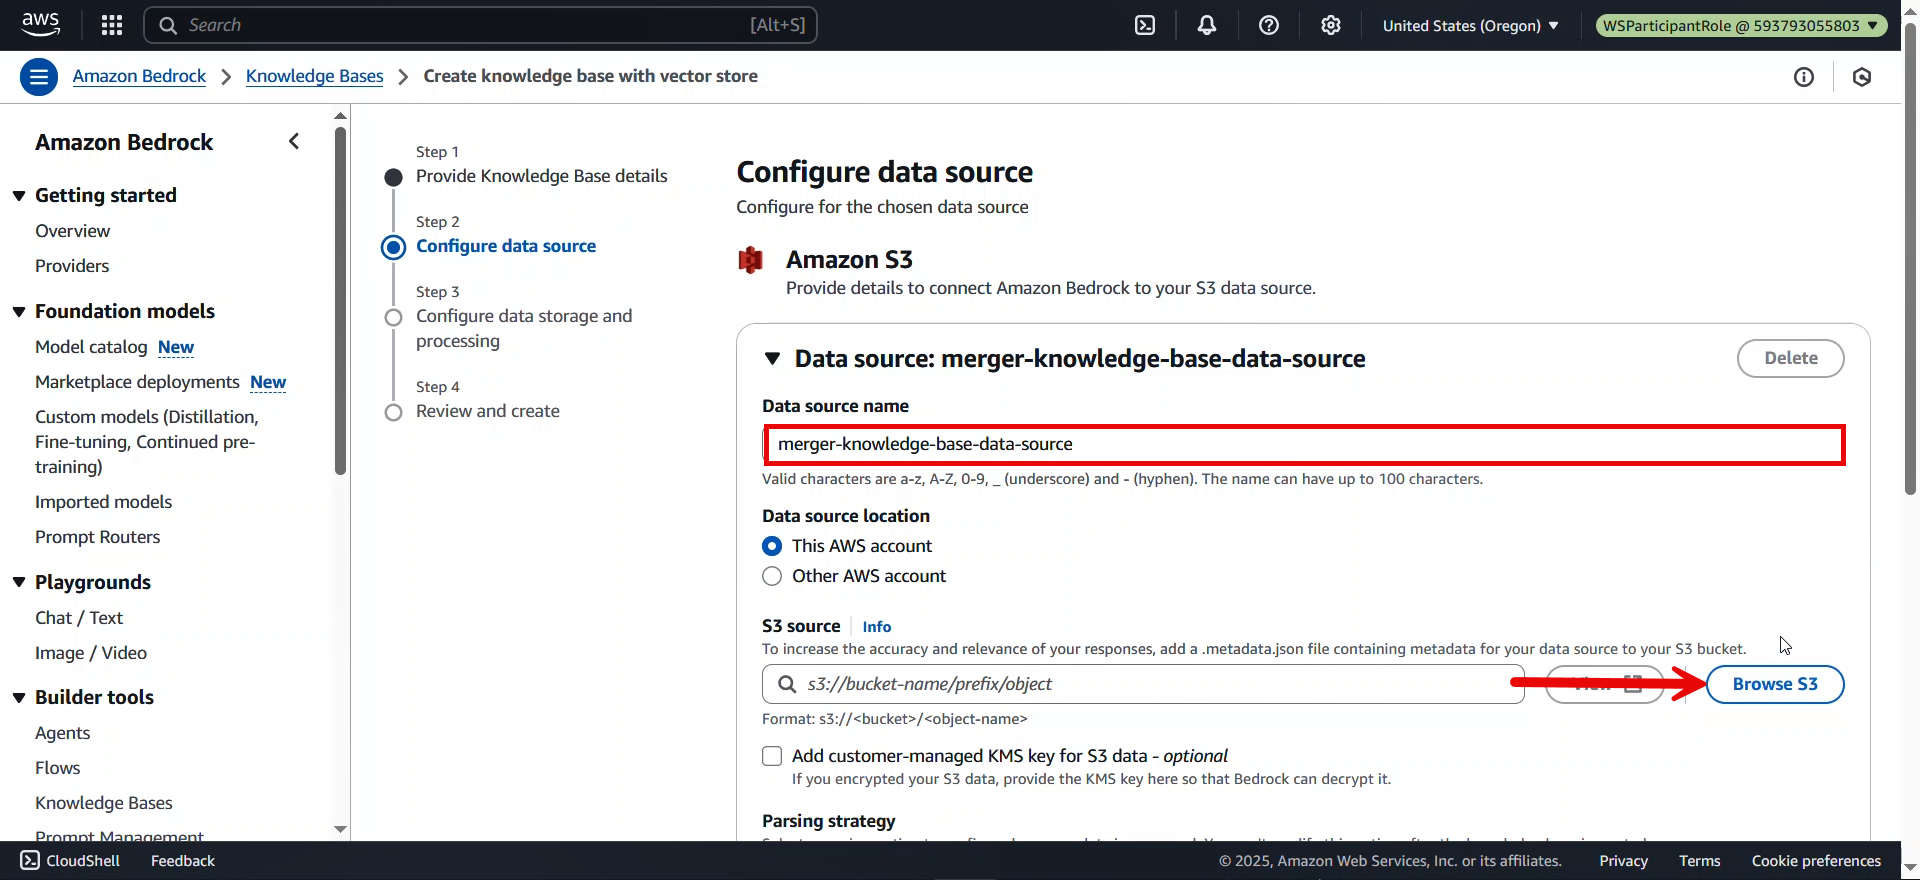 aws
Search [Alt+S]
United States (Oregon)
WSParticipantRole @ 593793055803
Amazon Bedrock
Knowledge Bases
Create knowledge base with vector store
Amazon Bedrock
Getting started
Overview
Providers
Foundation models
Model catalog New
Marketplace deployments New
Custom models (Distillation,
Fine-tuning, Continued pre-
training)
Imported models
Prompt Routers
Playgrounds
Chat / Text
Image / Video
Builder tools
Agents
Flows
Knowledge Bases
Prompt Management
Step 1
Provide Knowledge Base details
Step 2
Configure data source
Step 3
Configure data storage and
processing
Step 4
Review and create
Configure data source
Configure for the chosen data source
Amazon S3
Provide details to connect Amazon Bedrock to your S3 data source.
Data source: merger-knowledge-base-data-source
Delete
Data source name
merger-knowledge-base-data-source
Valid characters are a-z, A-Z, 0-9, _ (underscore) and - (hyphen). The name can have up to 100 characters.
Data source location
This AWS account
Other AWS account
S3 source Info
To increase the accuracy and relevance of your responses, add a .metadata.json file containing metadata for your data source to your S3 bucket.
s3://bucket-name/prefix/object
Browse S3
Format: s3://<bucket>/<object-name>
Add customer-managed KMS key for S3 data - optional
If you encrypted your S3 data, provide the KMS key here so that Bedrock can decrypt it.
Parsing strategy
CloudShell
Feedback
© 2025, Amazon Web Services, Inc. or its affiliates.
Privacy
Terms
Cookie preferences